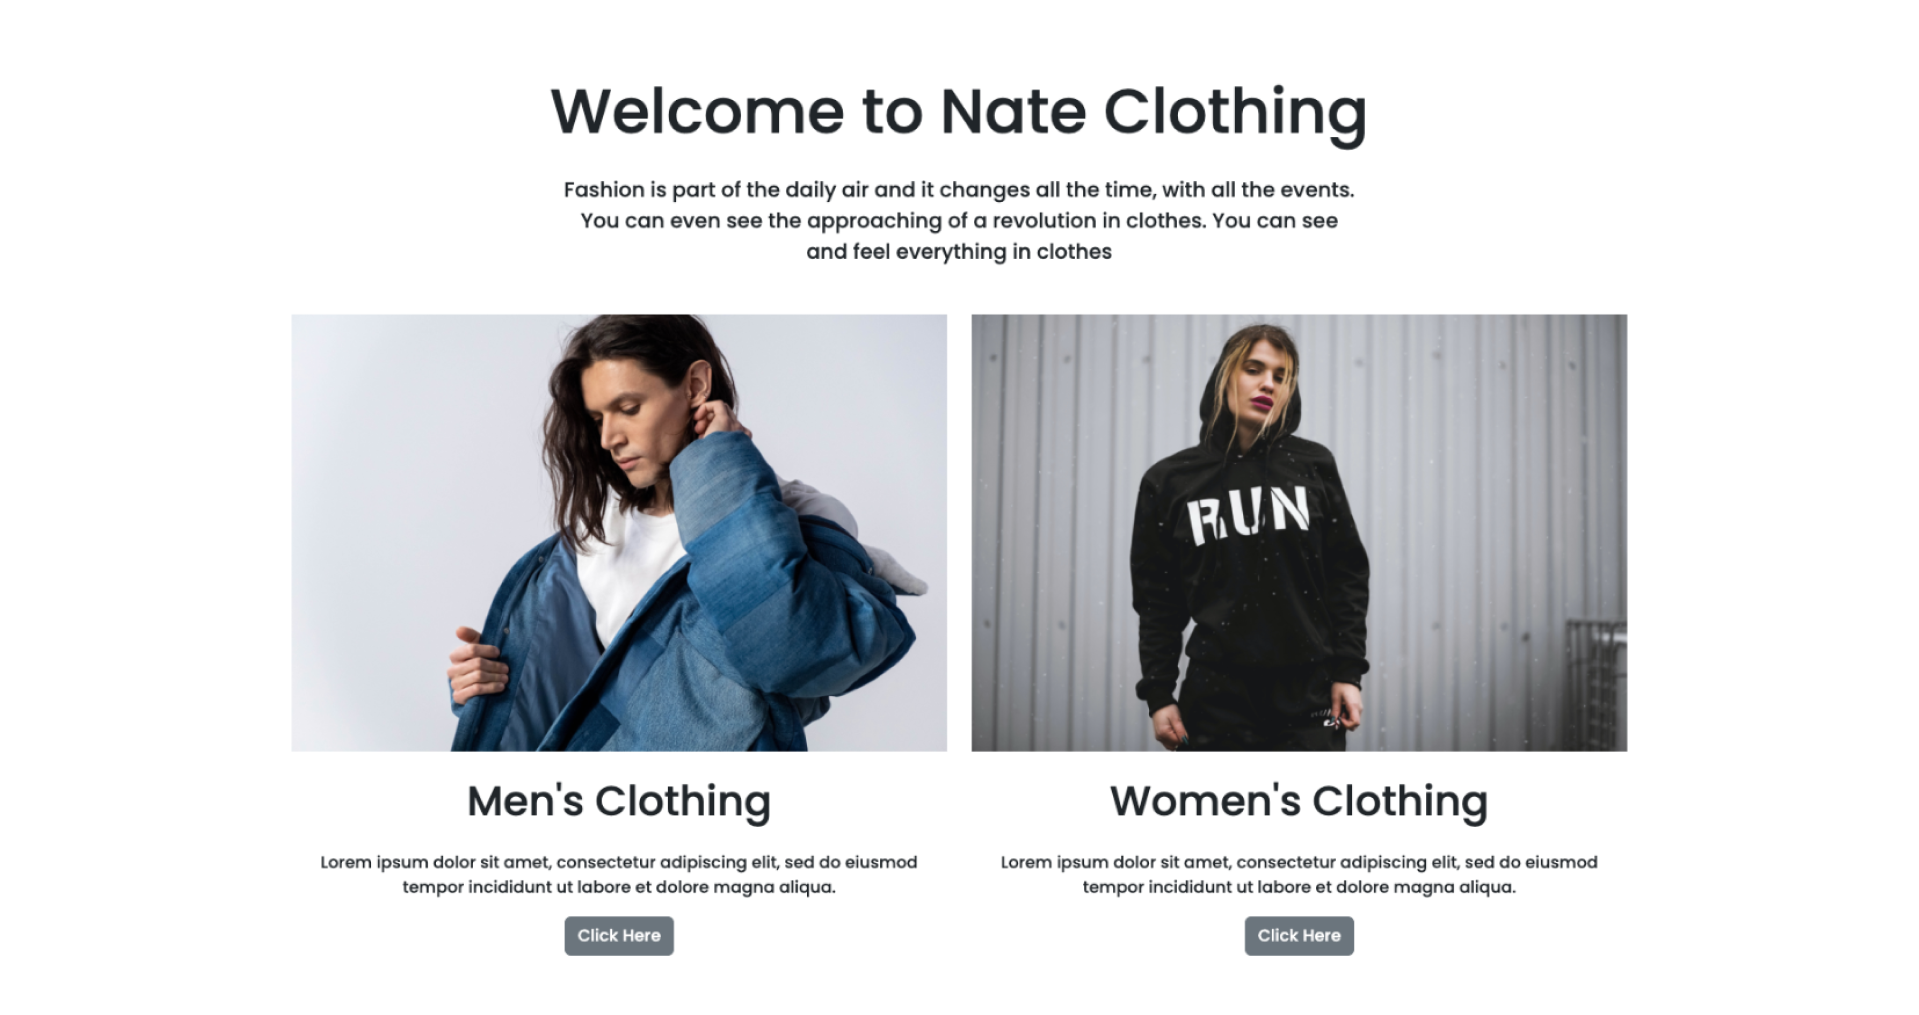 Welcome to Nate Clothing
Fashion is part of the daily air and it changes all the time, with all the events.
You can even see the approaching of a revolution in clothes. You can see
and feel everything in clothes
RUN
Men's Clothing
Women's Clothing
Lorem ipsum dolor sit amet, consectetur adipiscing elit, sed do eiusmod
tempor incididunt ut labore et dolore magna aliqua.
Lorem ipsum dolor sit amet, consectetur adipiscing elit, sed do eiusmod
tempor incididunt ut labore et dolore magna aliqua.
Click Here
Click Here